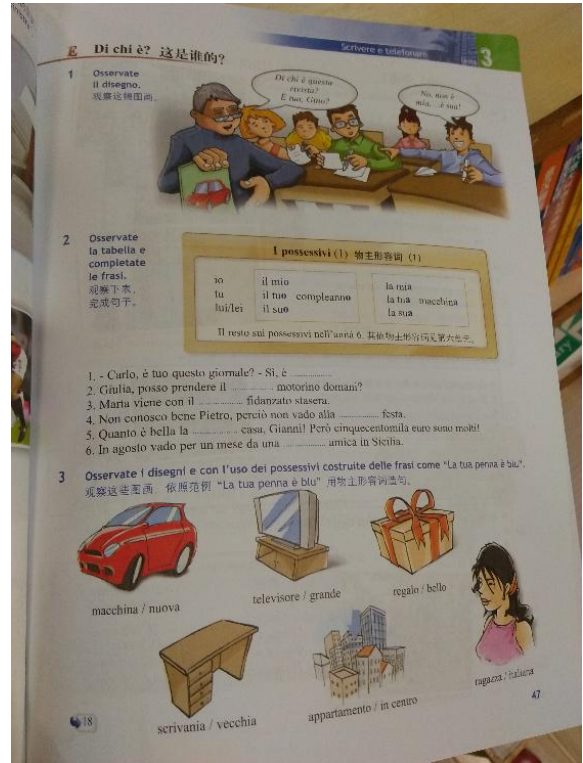 Scrivere e telefonare
Unità
3
E Di chi è? 这是谁的?
1 Osservate
il disegno.
观察这幅图画。
Di chi è questa
rivista?
È tua, Gino?
No, non è
mia, ...è sua!
2 Osservate
la tabella e
completate
le frasi.
观察下表,
完成句子。
I possessivi (1) 物主形容词 (1)
io il mio la mia
tu il tuo compleanno la tua macchina
lui/lei il suo la sua
Il resto sui possessivi nell'unità 6. 其他物主形容词见第六单元。
1. - Carlo, è tuo questo giornale? - Sì, è ..............
2. Giulia, posso prendere il .............. motorino domani?
3. Marta viene con il .............. fidanzato stasera.
4. Non conosco bene Pietro, perciò non vado alla .............. festa.
5. Quanto è bella la .............. casa, Gianni! Però cinquecentomila euro sono molti!
6. In agosto vado per un mese da una .............. amica in Sicilia.
3 Osservate i disegni e con l'uso dei possessivi costruite delle frasi come "La tua penna è blu".
观察这些图画,依照范例 "La tua penna è blu" 用物主形容词造句。
macchina / nuova
televisore / grande
regalo / bello
scrivania / vecchia
appartamento / in centro
ragazza / italiana
18
47